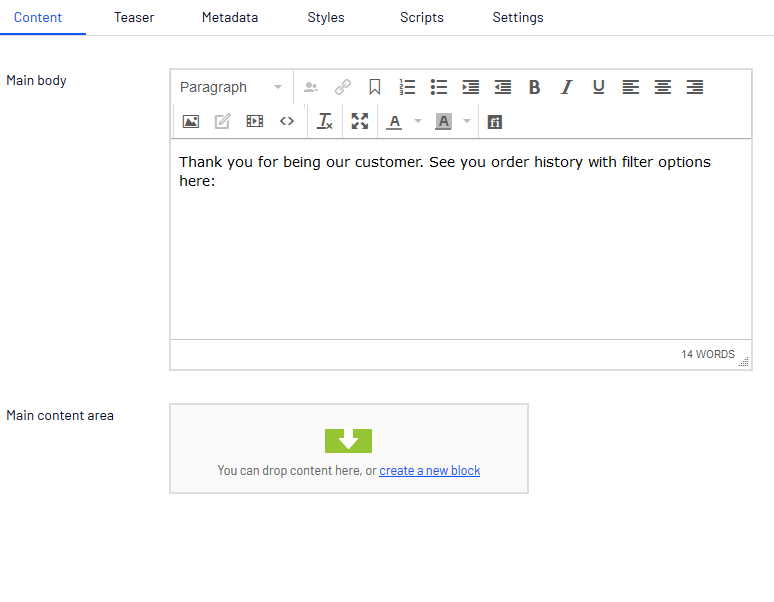 Content Teaser Metadata Styles Scripts Settings
Main body
Paragraph
B I U
A A fi
Thank you for being our customer. See you order history with filter options
here:
14 WORDS
Main content area
You can drop content here, or create a new block